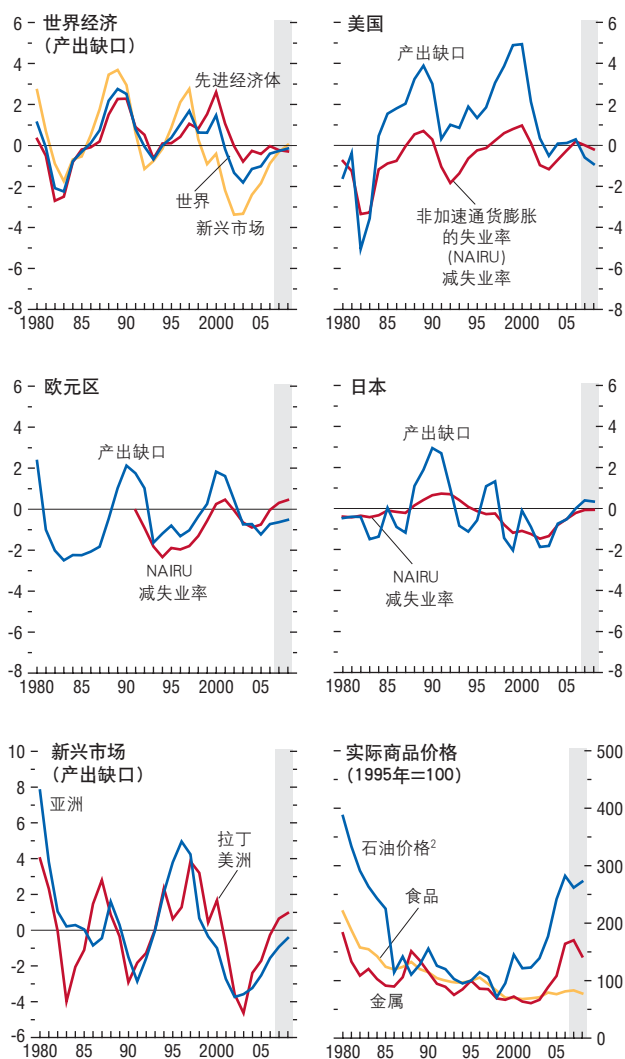 世界经济
(产出缺口)
6
4
2
0
-2
-4
-6
-8
先进经济体
世界
新兴市场
1980 85 90 95 2000 05
美国
产出缺口
非加速通货膨胀
的失业率
(NAIRU)
减失业率
6
4
2
0
-2
-4
-6
-8
1980 85 90 95 2000 05
欧元区
6
4
2
0
-2
-4
-6
-8
产出缺口
NAIRU
减失业率
1980 85 90 95 2000 05
日本
产出缺口
NAIRU
减失业率
6
4
2
0
-2
-4
-6
-8
1980 85 90 95 2000 05
新兴市场
(产出缺口)
10
8
6
4
2
0
-2
-4
-6
亚洲
拉丁
美洲
1980 85 90 95 2000 05
实际商品价格
(1995年=100)
石油价格2
食品
金属
500
400
300
200
100
0
1980 85 90 95 2000 05